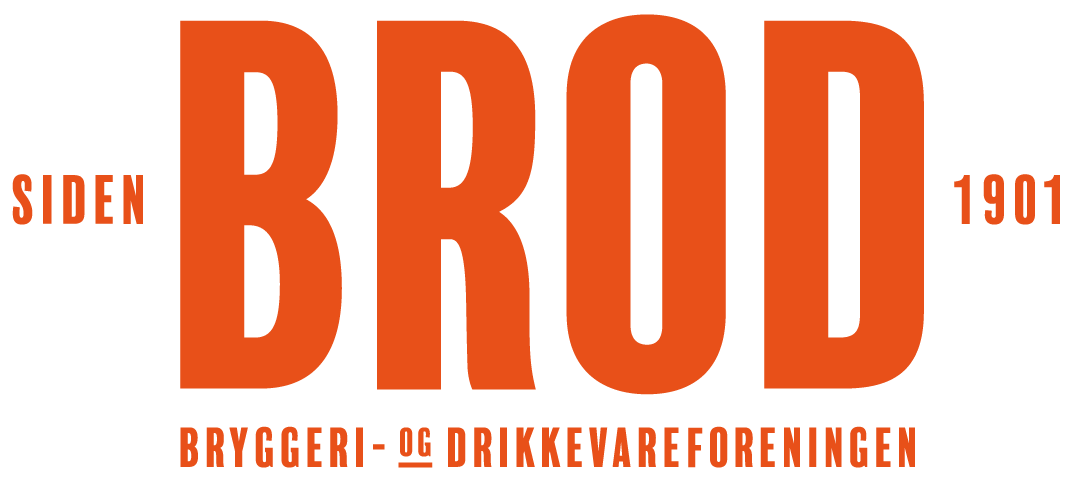 SIDEN BROD 1901
BRYGGERI- OG DRIKKEVAREFORENINGEN